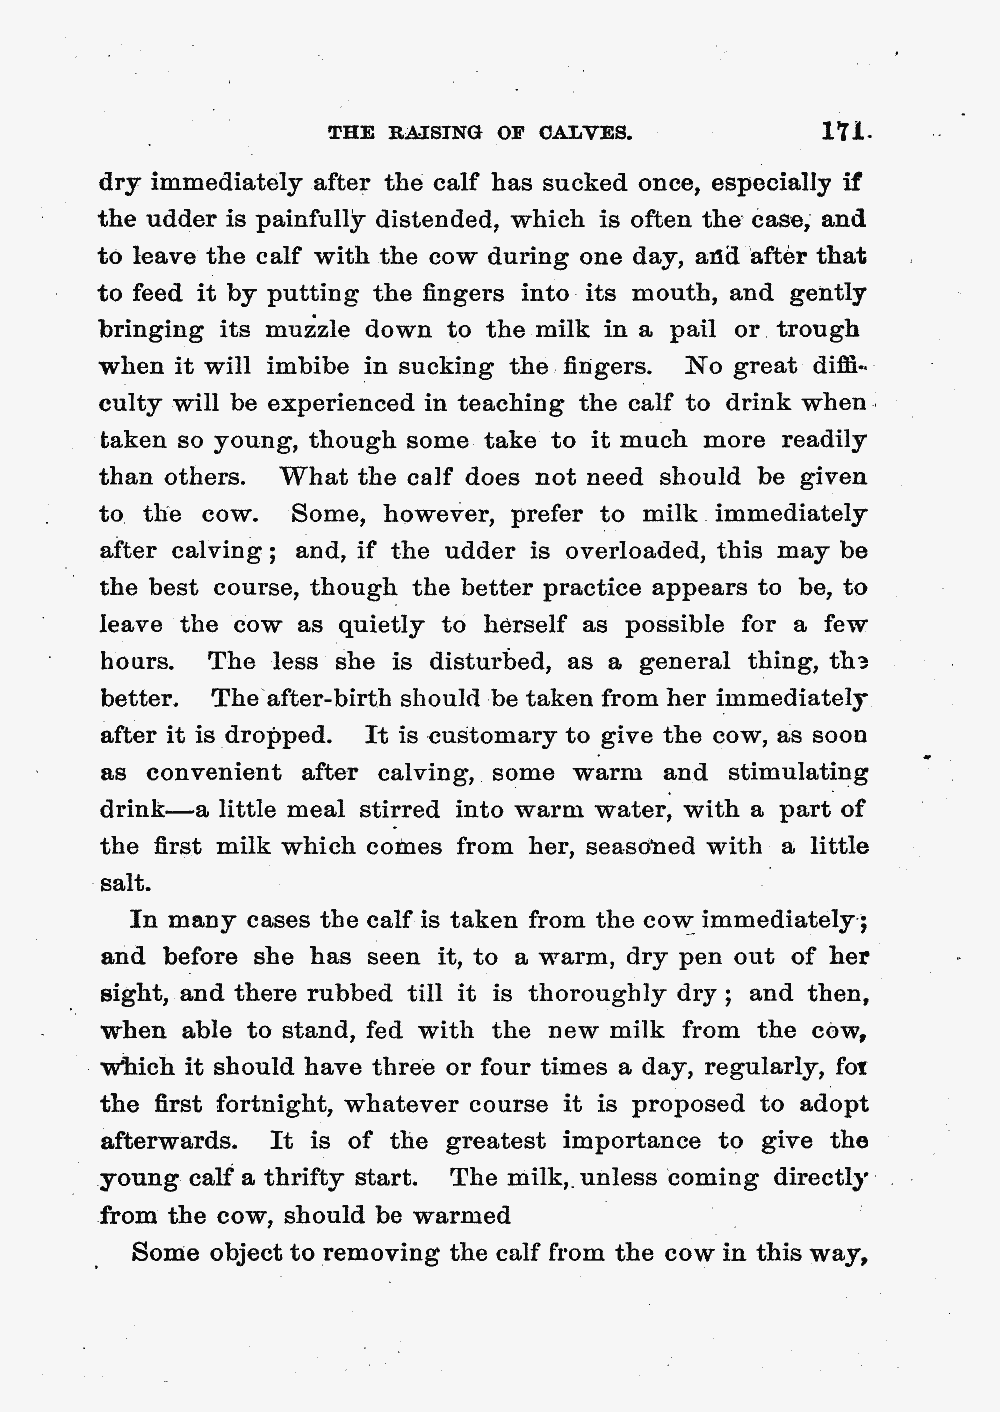 THE RAISING OF CALVES. 171.
dry immediately after the calf has sucked once, especially if
the udder is painfully distended, which is often the case, and
to leave the calf with the cow during one day, and after that
to feed it by putting the fingers into its mouth, and gently
bringing its muzzle down to the milk in a pail or trough
when it will imbibe in sucking the fingers. No great diffi-
culty will be experienced in teaching the calf to drink when
taken so young, though some take to it much more readily
than others. What the calf does not need should be given
to the cow. Some, however, prefer to milk immediately
after calving; and, if the udder is overloaded, this may be
the best course, though the better practice appears to be, to
leave the cow as quietly to herself as possible for a few
hours. The less she is disturbed, as a general thing, the
better. The after-birth should be taken from her immediately
after it is dropped. It is customary to give the cow, as soon
as convenient after calving, some warm and stimulating
drink—a little meal stirred into warm water, with a part of
the first milk which comes from her, seasoned with a little
salt.
In many cases the calf is taken from the cow immediately;
and before she has seen it, to a warm, dry pen out of her
sight, and there rubbed till it is thoroughly dry; and then,
when able to stand, fed with the new milk from the cow,
which it should have three or four times a day, regularly, for
the first fortnight, whatever course it is proposed to adopt
afterwards. It is of the greatest importance to give the
young calf a thrifty start. The milk, unless coming directly
from the cow, should be warmed
Some object to removing the calf from the cow in this way,